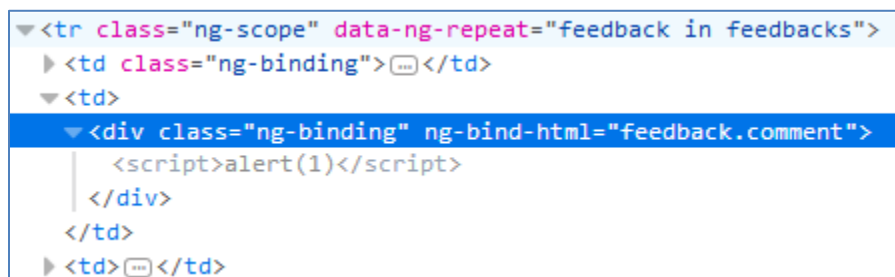 <tr class="ng-scope" data-ng-repeat="feedback in feedbacks">
<td class="ng-binding">…</td>
<td>
<div class="ng-binding" ng-bind-html="feedback.comment">
<script>alert(1)</script>
</div>
</td>
<td>…</td>